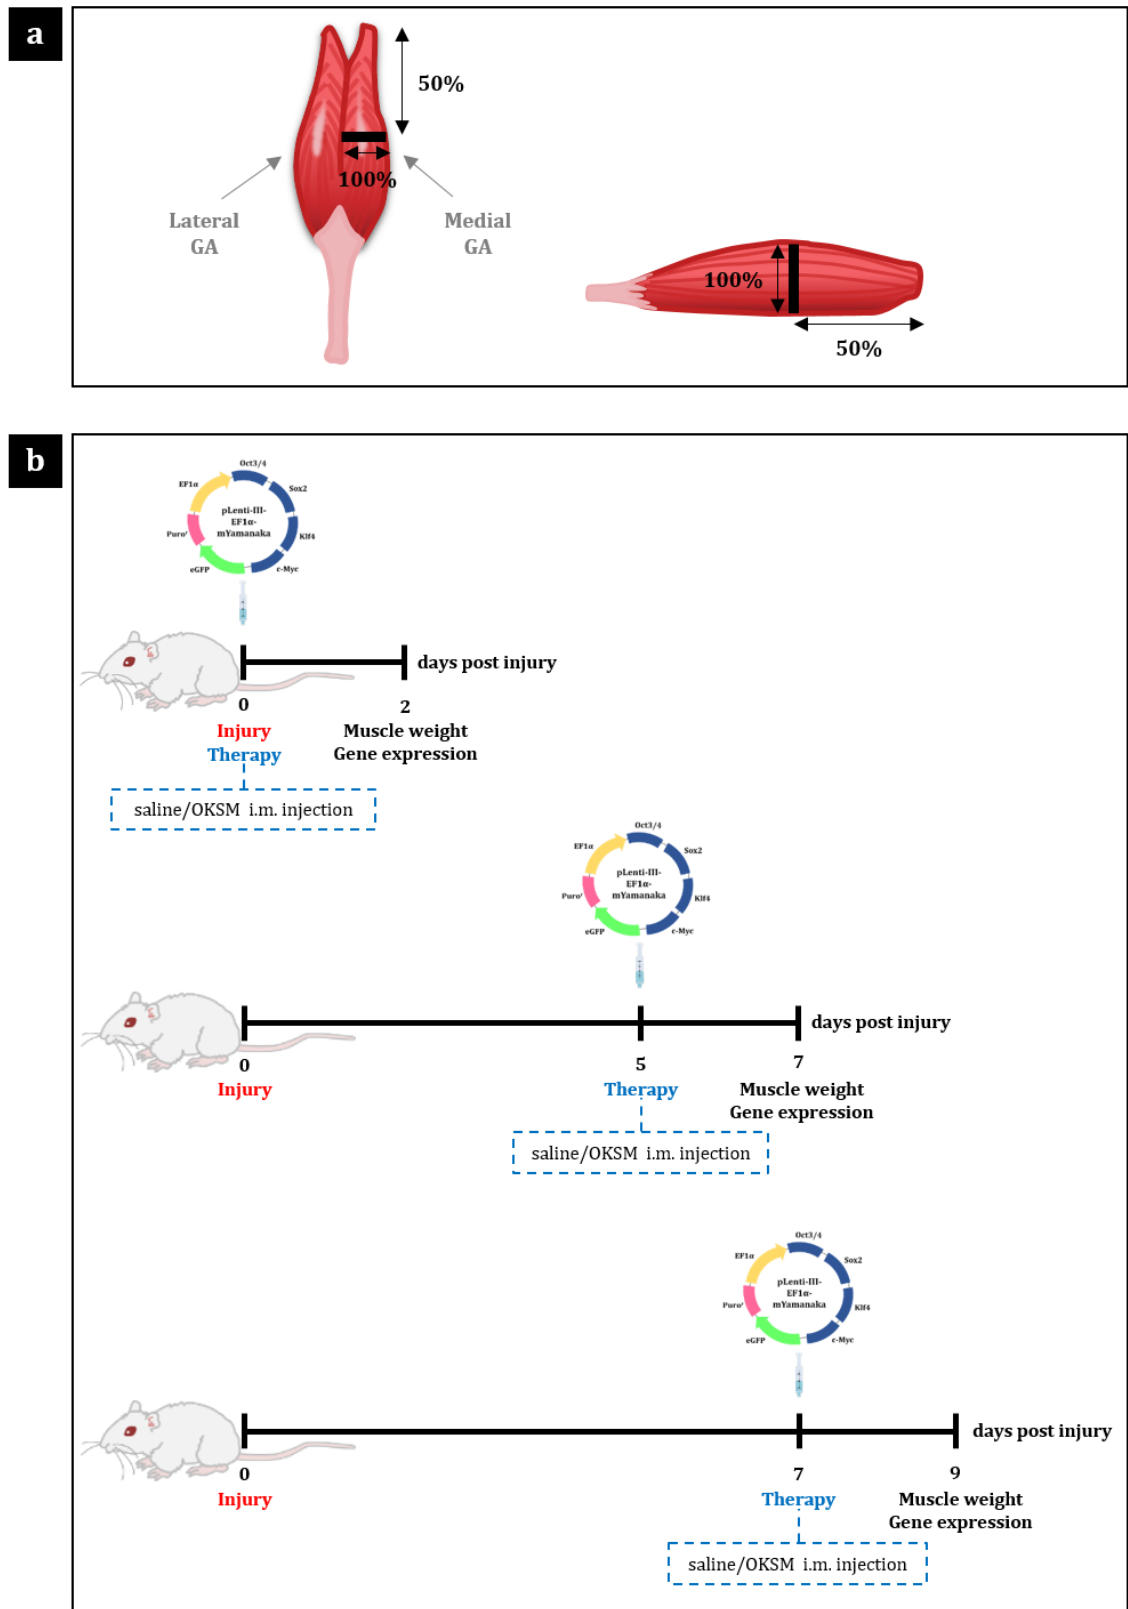 a
50%
100%
Lateral
GA
Medial
GA
100%
50%
b
Oct3/4
EF1α
Sox2
pLenti-III-
EF1α-
mYamanaka
Puroʳ
Klf4
eGFP
c-Myc
days post injury
0
2
Injury
Muscle weight
Therapy
Gene expression
saline/OKSM i.m. injection
Oct3/4
EF1α
Sox2
pLenti-III-
EF1α-
mYamanaka
Puroʳ
Klf4
eGFP
c-Myc
days post injury
0
5
7
Injury
Therapy
Muscle weight
Gene expression
saline/OKSM i.m. injection
Oct3/4
EF1α
Sox2
pLenti-III-
EF1α-
mYamanaka
Puroʳ
Klf4
eGFP
c-Myc
days post injury
0
7
9
Injury
Therapy
Muscle weight
Gene expression
saline/OKSM i.m. injection